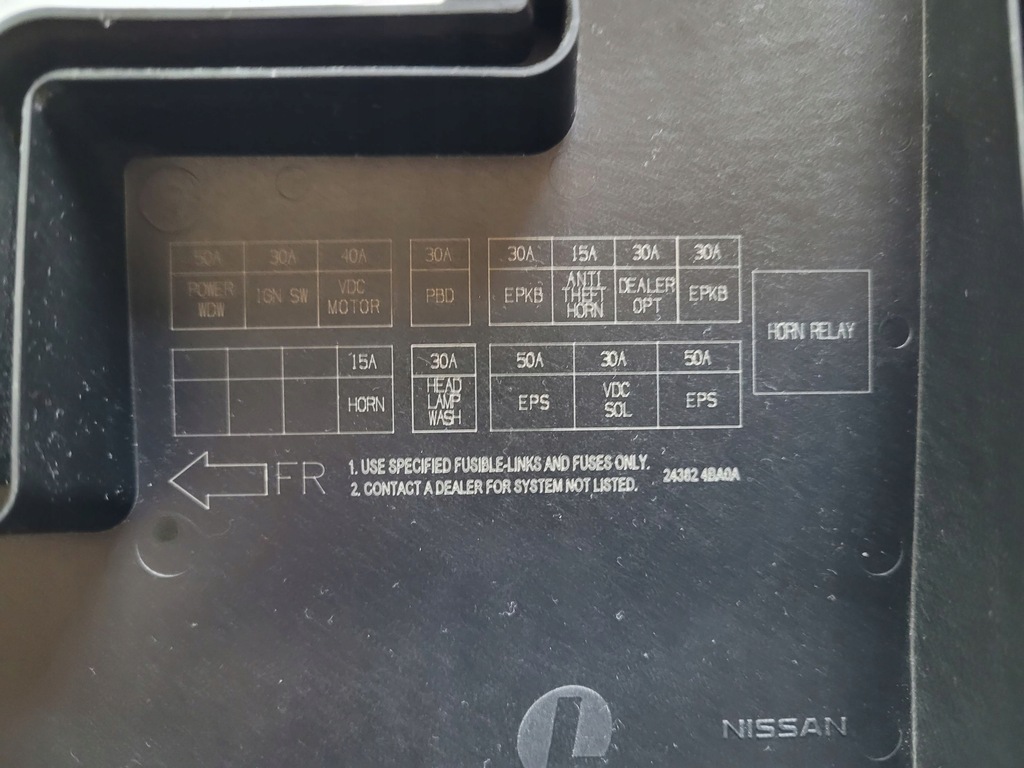 50A 30A 40A 30A 30A 15A 30A 30A
POWER WDW IGN SW VDC MOTOR PBD EPKB ANTI THEFT HORN DEALER OPT EPKB
HORN RELAY
15A 30A 50A 30A 50A
HORN HEAD LAMP WASH EPS VDC SOL EPS
FR
1. USE SPECIFIED FUSIBLE-LINKS AND FUSES ONLY.
2. CONTACT A DEALER FOR SYSTEM NOT LISTED.
24382 4BA0A
NISSAN